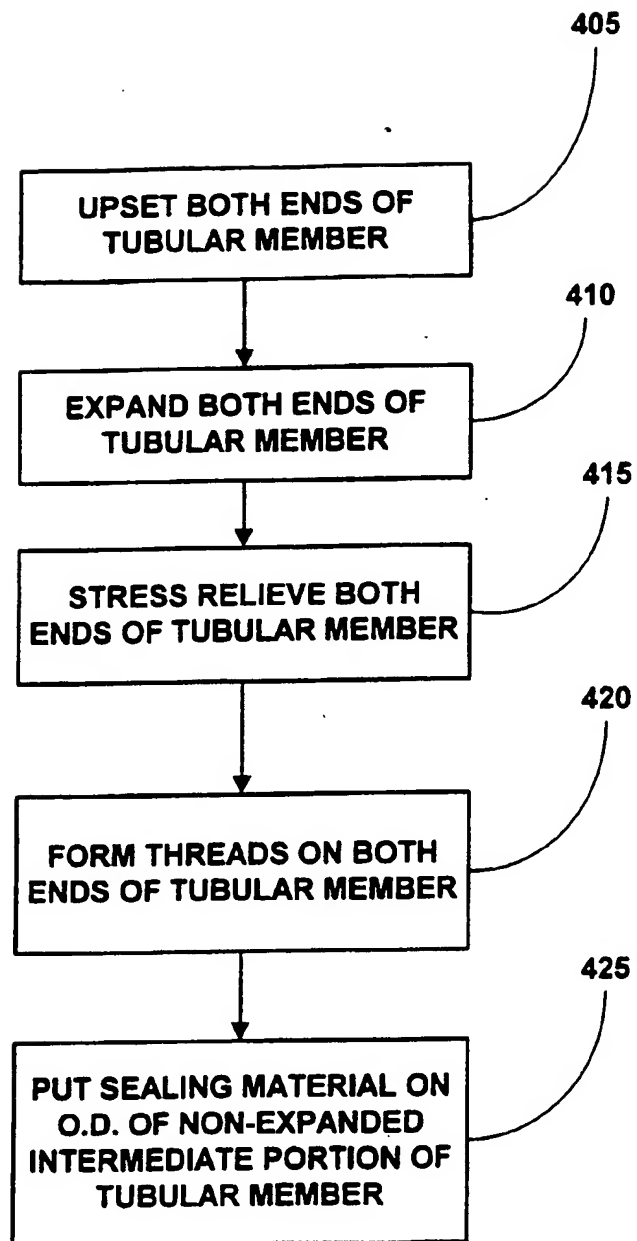 405
UPSET BOTH ENDS OF
TUBULAR MEMBER
410
EXPAND BOTH ENDS OF
TUBULAR MEMBER
415
STRESS RELIEVE BOTH
ENDS OF TUBULAR MEMBER
420
FORM THREADS ON BOTH
ENDS OF TUBULAR MEMBER
425
PUT SEALING MATERIAL ON
O.D. OF NON-EXPANDED
INTERMEDIATE PORTION OF
TUBULAR MEMBER